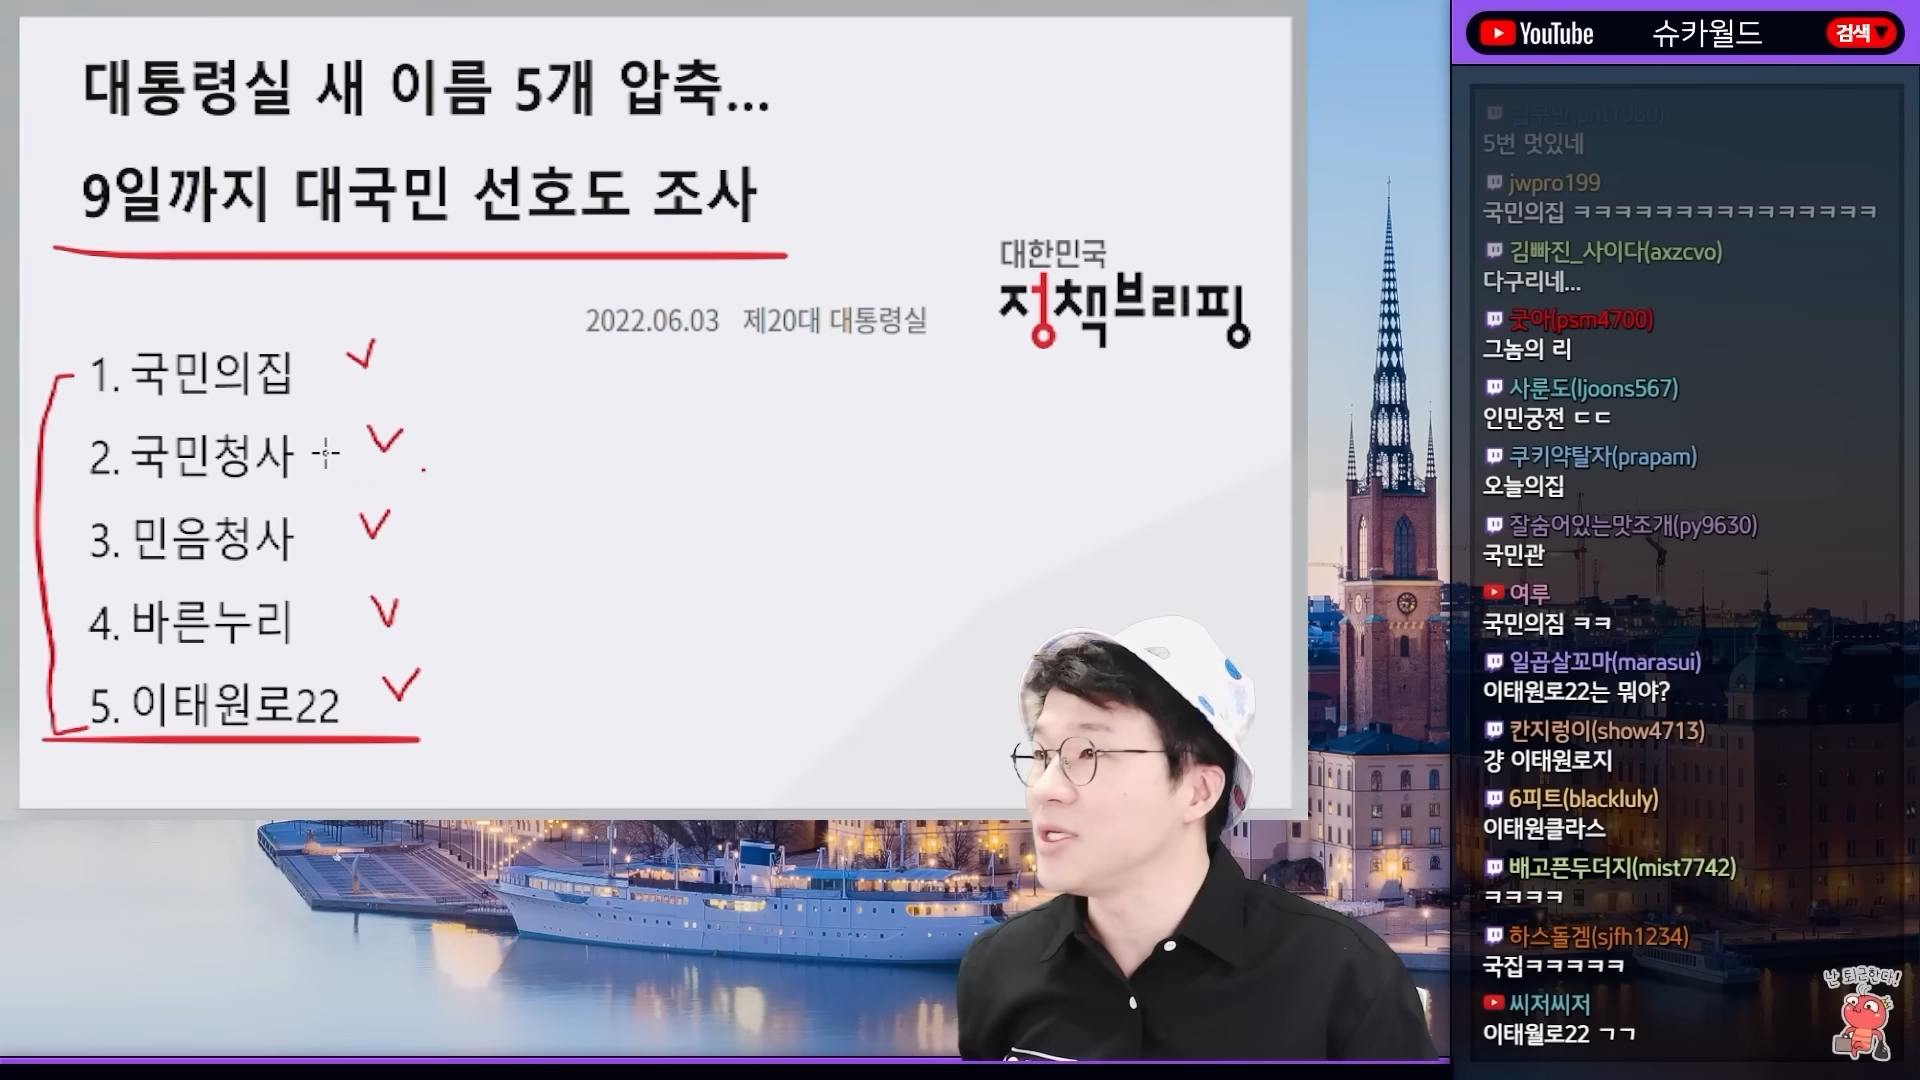 대통령실 새 이름 5개 압축...
9일까지 대국민 선호도 조사
대한민국
정책브리핑
2022.06.03 제20대 대통령실
1. 국민의집
2. 국민청사
3. 민음청사
4. 바른누리
5. 이태원로22
YouTube 슈카월드 검색
5번 멋있네
jwpro199
국민의집 ㅋㅋㅋㅋㅋㅋㅋㅋㅋㅋㅋㅋㅋㅋㅋ
김빠진_사이다(axzcvo)
다구리네...
굿아(psm4700)
그놈의 리
사룬도(ljoons567)
인민궁전 ㄷㄷ
쿠키약탈자(prapam)
오늘의집
잘숨어있는맛조개(py9630)
국민관
여루
국민의짐 ㅋㅋ
일곱살꼬마(marasui)
이태원로22는 뭐야?
칸지렁이(show4713)
걍 이태원로지
6피트(blackluly)
이태원클라스
배고픈두더지(mist7742)
ㅋㅋㅋㅋ
하스돌겜(sjfh1234)
국집ㅋㅋㅋㅋㅋ
씨저씨저
이태월로22 ㄱㄱ
난 퇴근한다!